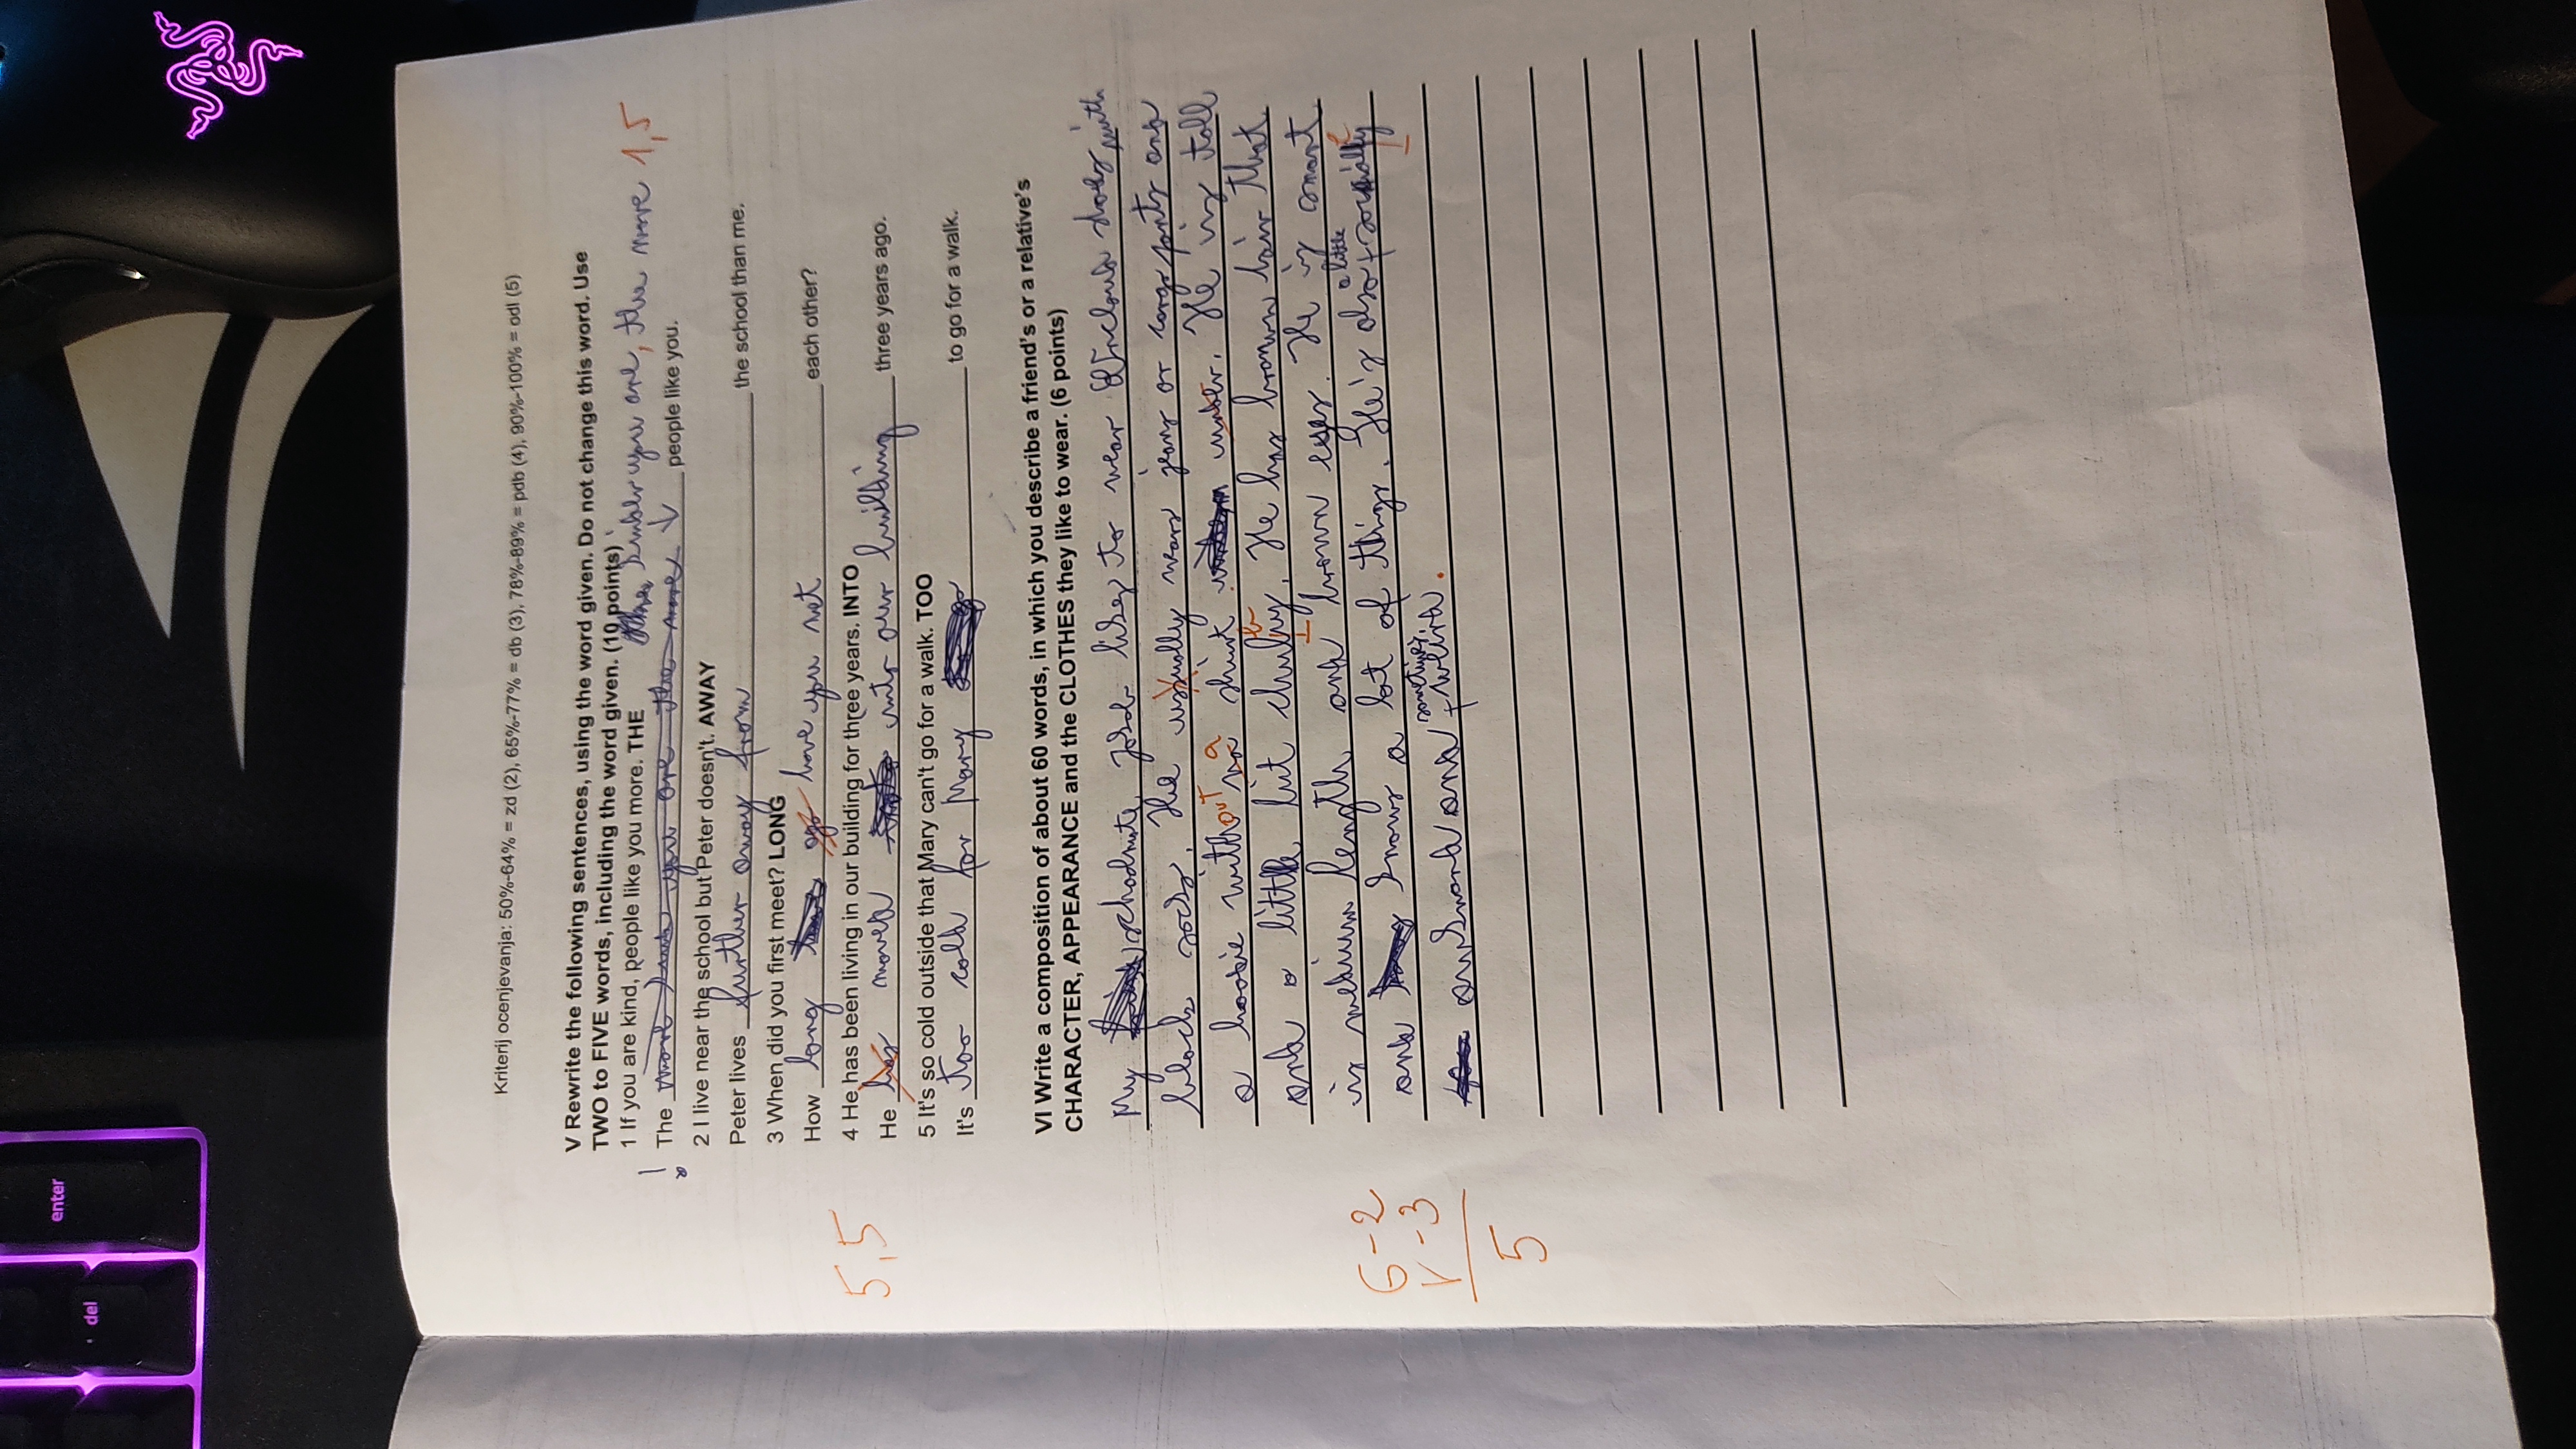 enter
del
Kriterij ocenjevanja: 50%-64% = zd (2), 65%-77% = db (3), 78%-89% = pdb (4), 90%-100% = odl (5)
V Rewrite the following sentences, using the word given. Do not change this word. Use
TWO to FIVE words, including the word given. (10 points)
1 If you are kind, people like you more. THE
kinder you are, the more 1,5
! The more kind you are the more ↓ people like you.
2 I live near the school but Peter doesn't. AWAY
Peter lives further away from the school than me.
3 When did you first meet? LONG
How long ago have you met each other?
5,5
4 He has been living in our building for three years. INTO
He has moved into our building three years ago.
5 It's so cold outside that Mary can't go for a walk. TOO
It's too cold for Mary to go for a walk.
VI Write a composition of about 60 words, in which you describe a friend's or a relative's
CHARACTER, APPEARANCE and the CLOTHES they like to wear. (6 points)
My schoolmate likes to wear shoes with
black socks. He usually wears jeans or cargo pants and
a hoodie without a shirt under. He is tall
and a little bit chubby. He has brown hair that
is medium length and brown eyes. He is smart
and knows a lot of things. He's also a little socially
awkward and sometimes weird.
6-2
V-3
5